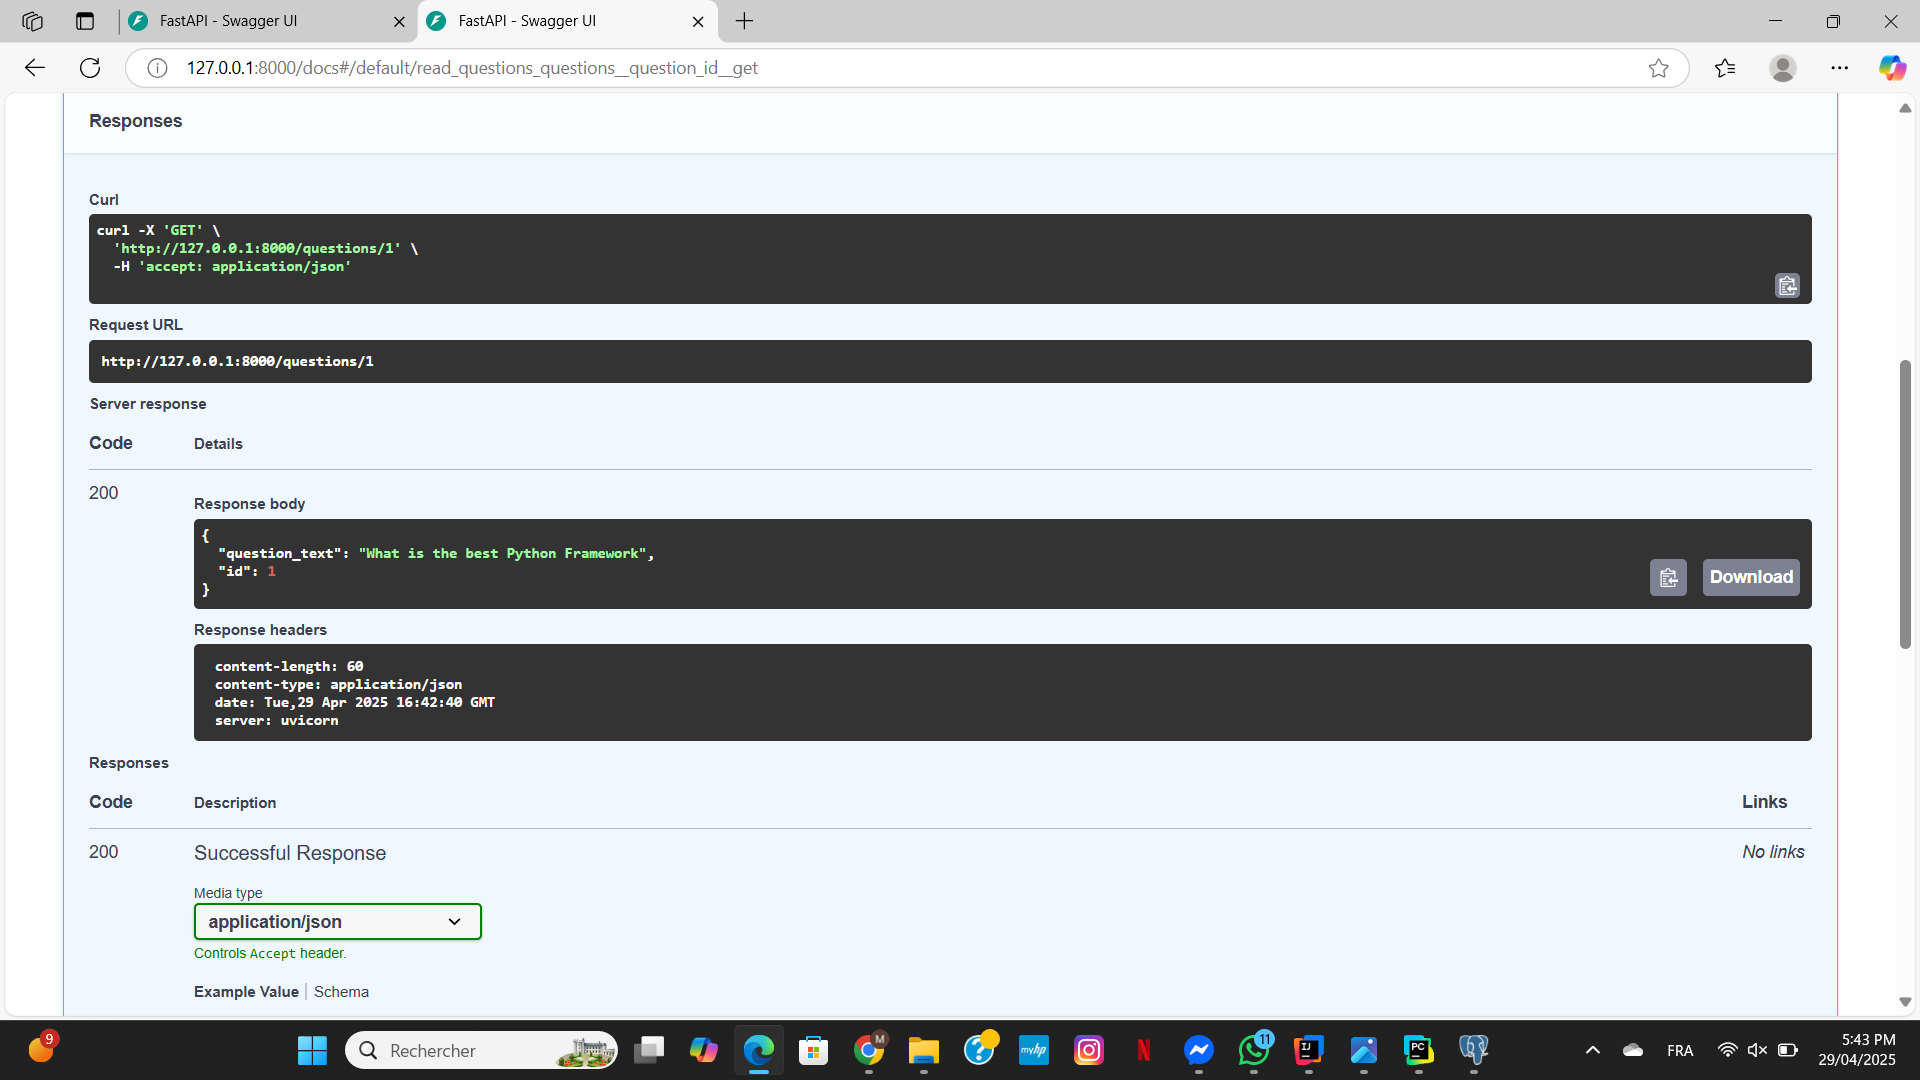 FastAPI - Swagger UI
FastAPI - Swagger UI
127.0.0.1:8000/docs#/default/read_questions_questions__question_id__get
Responses
Curl
curl -X 'GET' \
'http://127.0.0.1:8000/questions/1' \
-H 'accept: application/json'
Request URL
http://127.0.0.1:8000/questions/1
Server response
Code Details
200
Response body
{
"question_text": "What is the best Python Framework",
"id": 1
}
Download
Response headers
content-length: 60
content-type: application/json
date: Tue,29 Apr 2025 16:42:40 GMT
server: uvicorn
Responses
Code Description Links
200 Successful Response No links
Media type
application/json
Controls Accept header.
Example Value Schema
9
Rechercher
M
myhp
N
11
IJ
PC
FRA
5:43 PM
29/04/2025